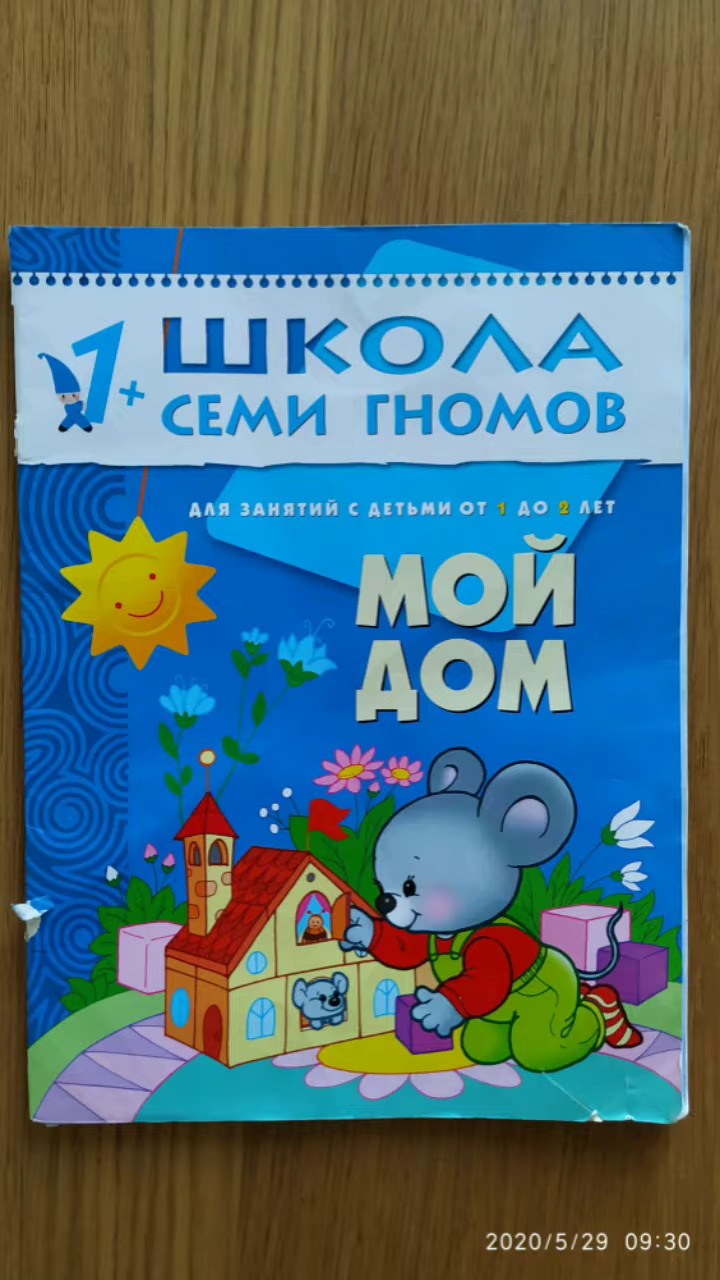 1+
ШКОЛА
СЕМИ ГНОМОВ
ДЛЯ ЗАНЯТИЙ С ДЕТЬМИ ОТ 1 ДО 2 ЛЕТ
МОЙ
ДОМ
2020/5/29 09:30